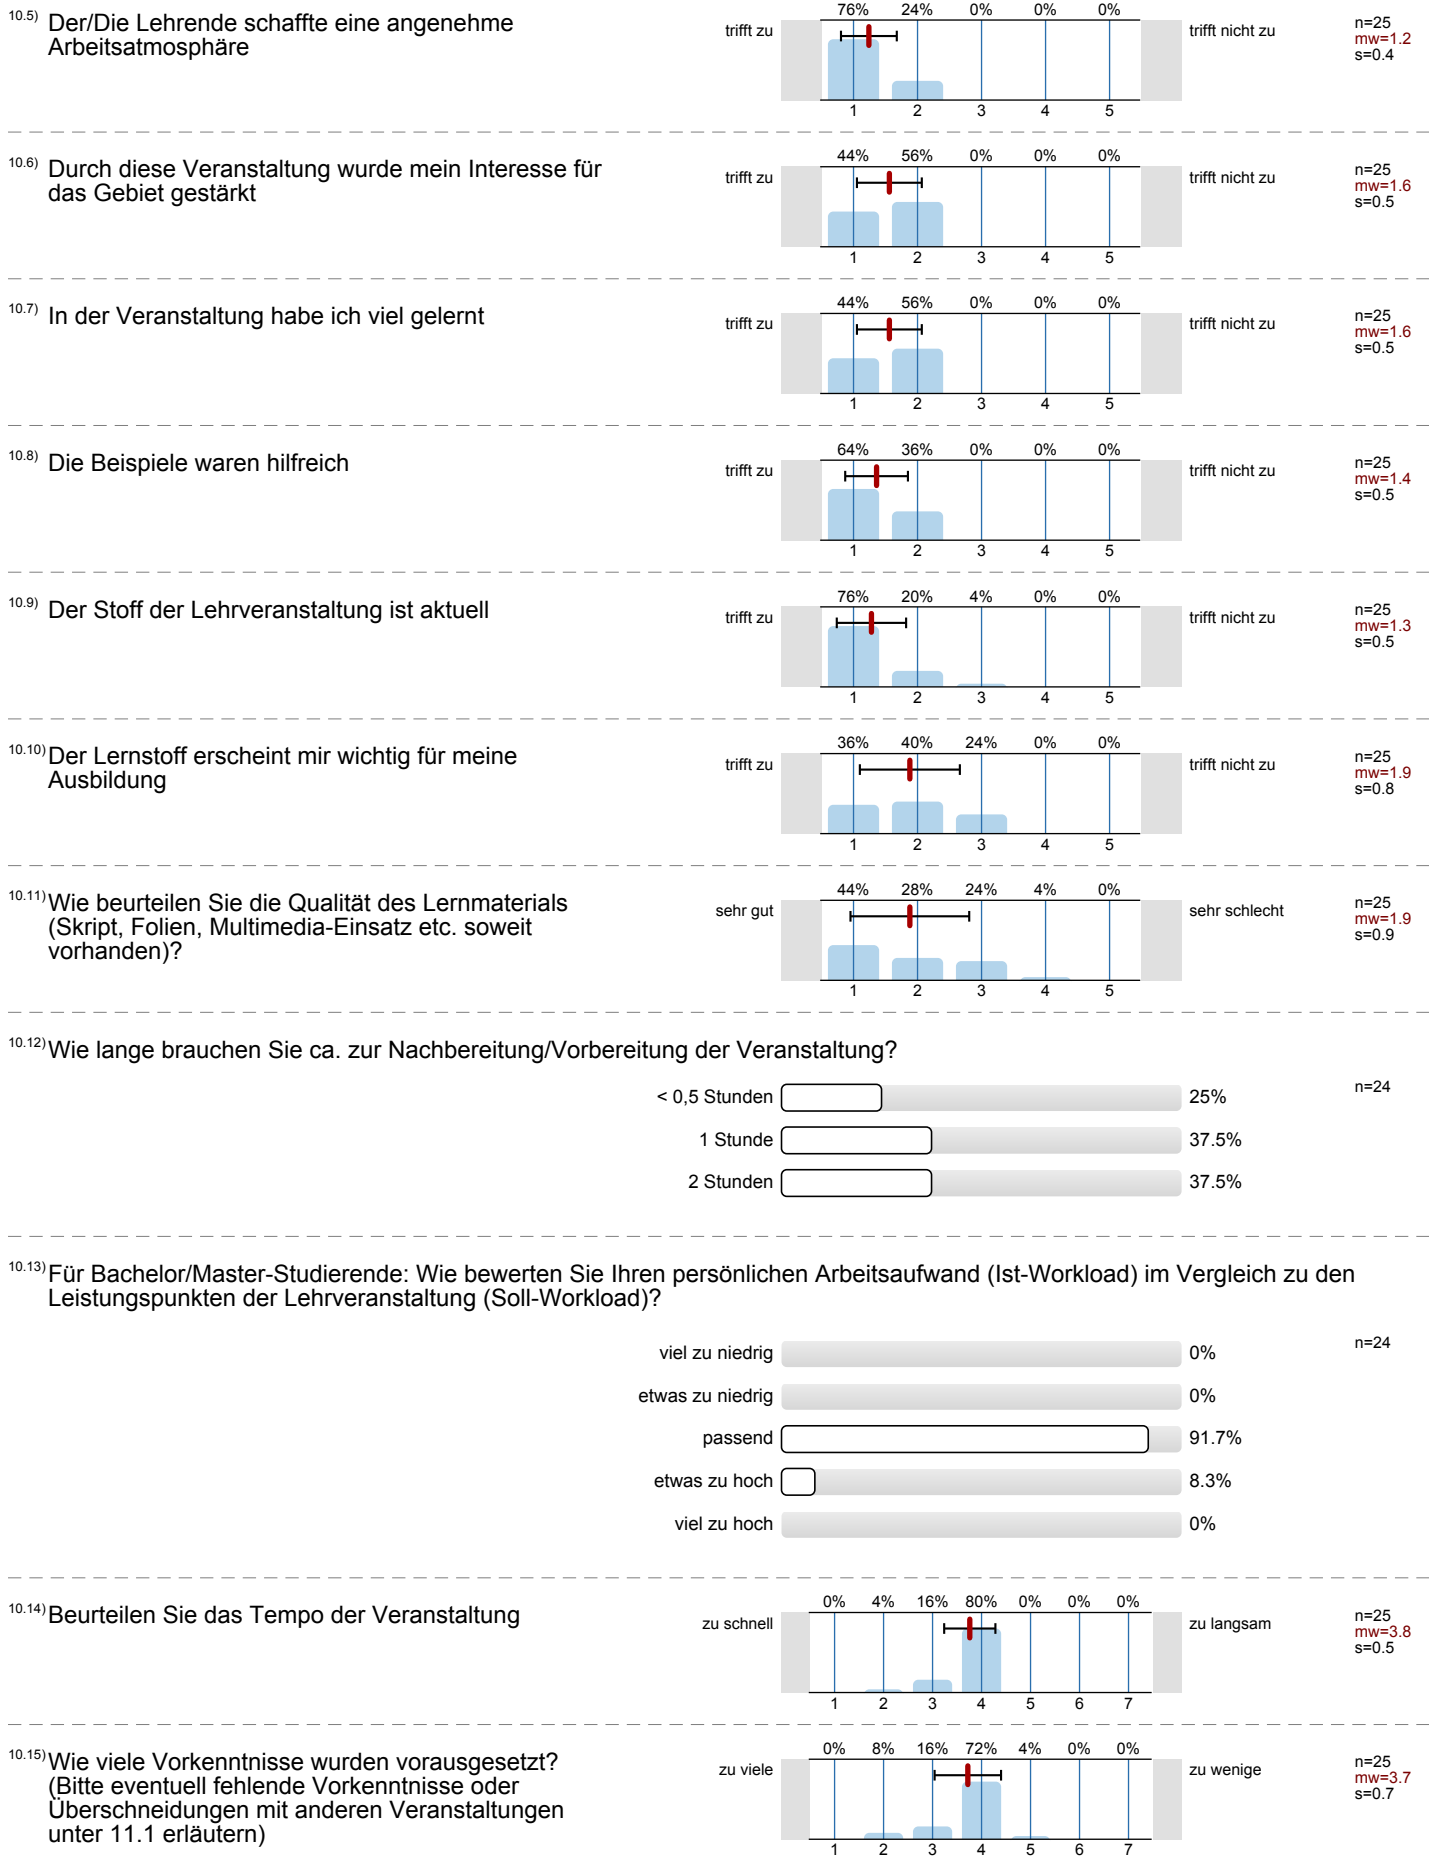 10.5) Der/Die Lehrende schaffte eine angenehme
Arbeitsatmosphäre
76% 24% 0% 0% 0%
trifft zu
trifft nicht zu
1 2 3 4 5
n=25
mw=1.2
s=0.4
10.6) Durch diese Veranstaltung wurde mein Interesse für
das Gebiet gestärkt
44% 56% 0% 0% 0%
trifft zu
trifft nicht zu
1 2 3 4 5
n=25
mw=1.6
s=0.5
10.7) In der Veranstaltung habe ich viel gelernt
44% 56% 0% 0% 0%
trifft zu
trifft nicht zu
1 2 3 4 5
n=25
mw=1.6
s=0.5
10.8) Die Beispiele waren hilfreich
64% 36% 0% 0% 0%
trifft zu
trifft nicht zu
1 2 3 4 5
n=25
mw=1.4
s=0.5
10.9) Der Stoff der Lehrveranstaltung ist aktuell
76% 20% 4% 0% 0%
trifft zu
trifft nicht zu
1 2 3 4 5
n=25
mw=1.3
s=0.5
10.10) Der Lernstoff erscheint mir wichtig für meine
Ausbildung
36% 40% 24% 0% 0%
trifft zu
trifft nicht zu
1 2 3 4 5
n=25
mw=1.9
s=0.8
10.11) Wie beurteilen Sie die Qualität des Lernmaterials
(Skript, Folien, Multimedia-Einsatz etc. soweit
vorhanden)?
44% 28% 24% 4% 0%
sehr gut
sehr schlecht
1 2 3 4 5
n=25
mw=1.9
s=0.9
10.12) Wie lange brauchen Sie ca. zur Nachbereitung/Vorbereitung der Veranstaltung?
n=24
< 0,5 Stunden 25%
1 Stunde 37.5%
2 Stunden 37.5%
10.13) Für Bachelor/Master-Studierende: Wie bewerten Sie Ihren persönlichen Arbeitsaufwand (Ist-Workload) im Vergleich zu den
Leistungspunkten der Lehrveranstaltung (Soll-Workload)?
n=24
viel zu niedrig 0%
etwas zu niedrig 0%
passend 91.7%
etwas zu hoch 8.3%
viel zu hoch 0%
10.14) Beurteilen Sie das Tempo der Veranstaltung
0% 4% 16% 80% 0% 0% 0%
zu schnell
zu langsam
1 2 3 4 5 6 7
n=25
mw=3.8
s=0.5
10.15) Wie viele Vorkenntnisse wurden vorausgesetzt?
(Bitte eventuell fehlende Vorkenntnisse oder
Überschneidungen mit anderen Veranstaltungen
unter 11.1 erläutern)
0% 8% 16% 72% 4% 0% 0%
zu viele
zu wenige
1 2 3 4 5 6 7
n=25
mw=3.7
s=0.7